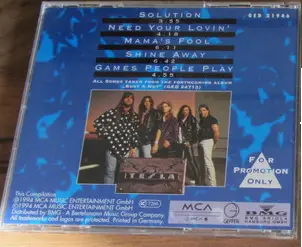 GED 21946
SOLUTION
5.55
NEED YOUR LOVIN'
4.18
MAMA'S FOOL
6.11
SHINE AWAY
6.42
GAMES PEOPLE PLAY
4.55
ALL SONGS TAKEN FROM THE FORTHCOMING ALBUM
"BUST A NUT" (GED 24713)
TESLA
FOR
PROMOTION
ONLY
This Compilation
©1994 MCA MUSIC ENTERTAINMENT GmbH
℗1994 MCA MUSIC ENTERTAINMENT GmbH
Distributed by BMG - A Bertelsmann Music Group Company.
All trademarks and logos are protected. Printed in Germany.
MCA
BMG